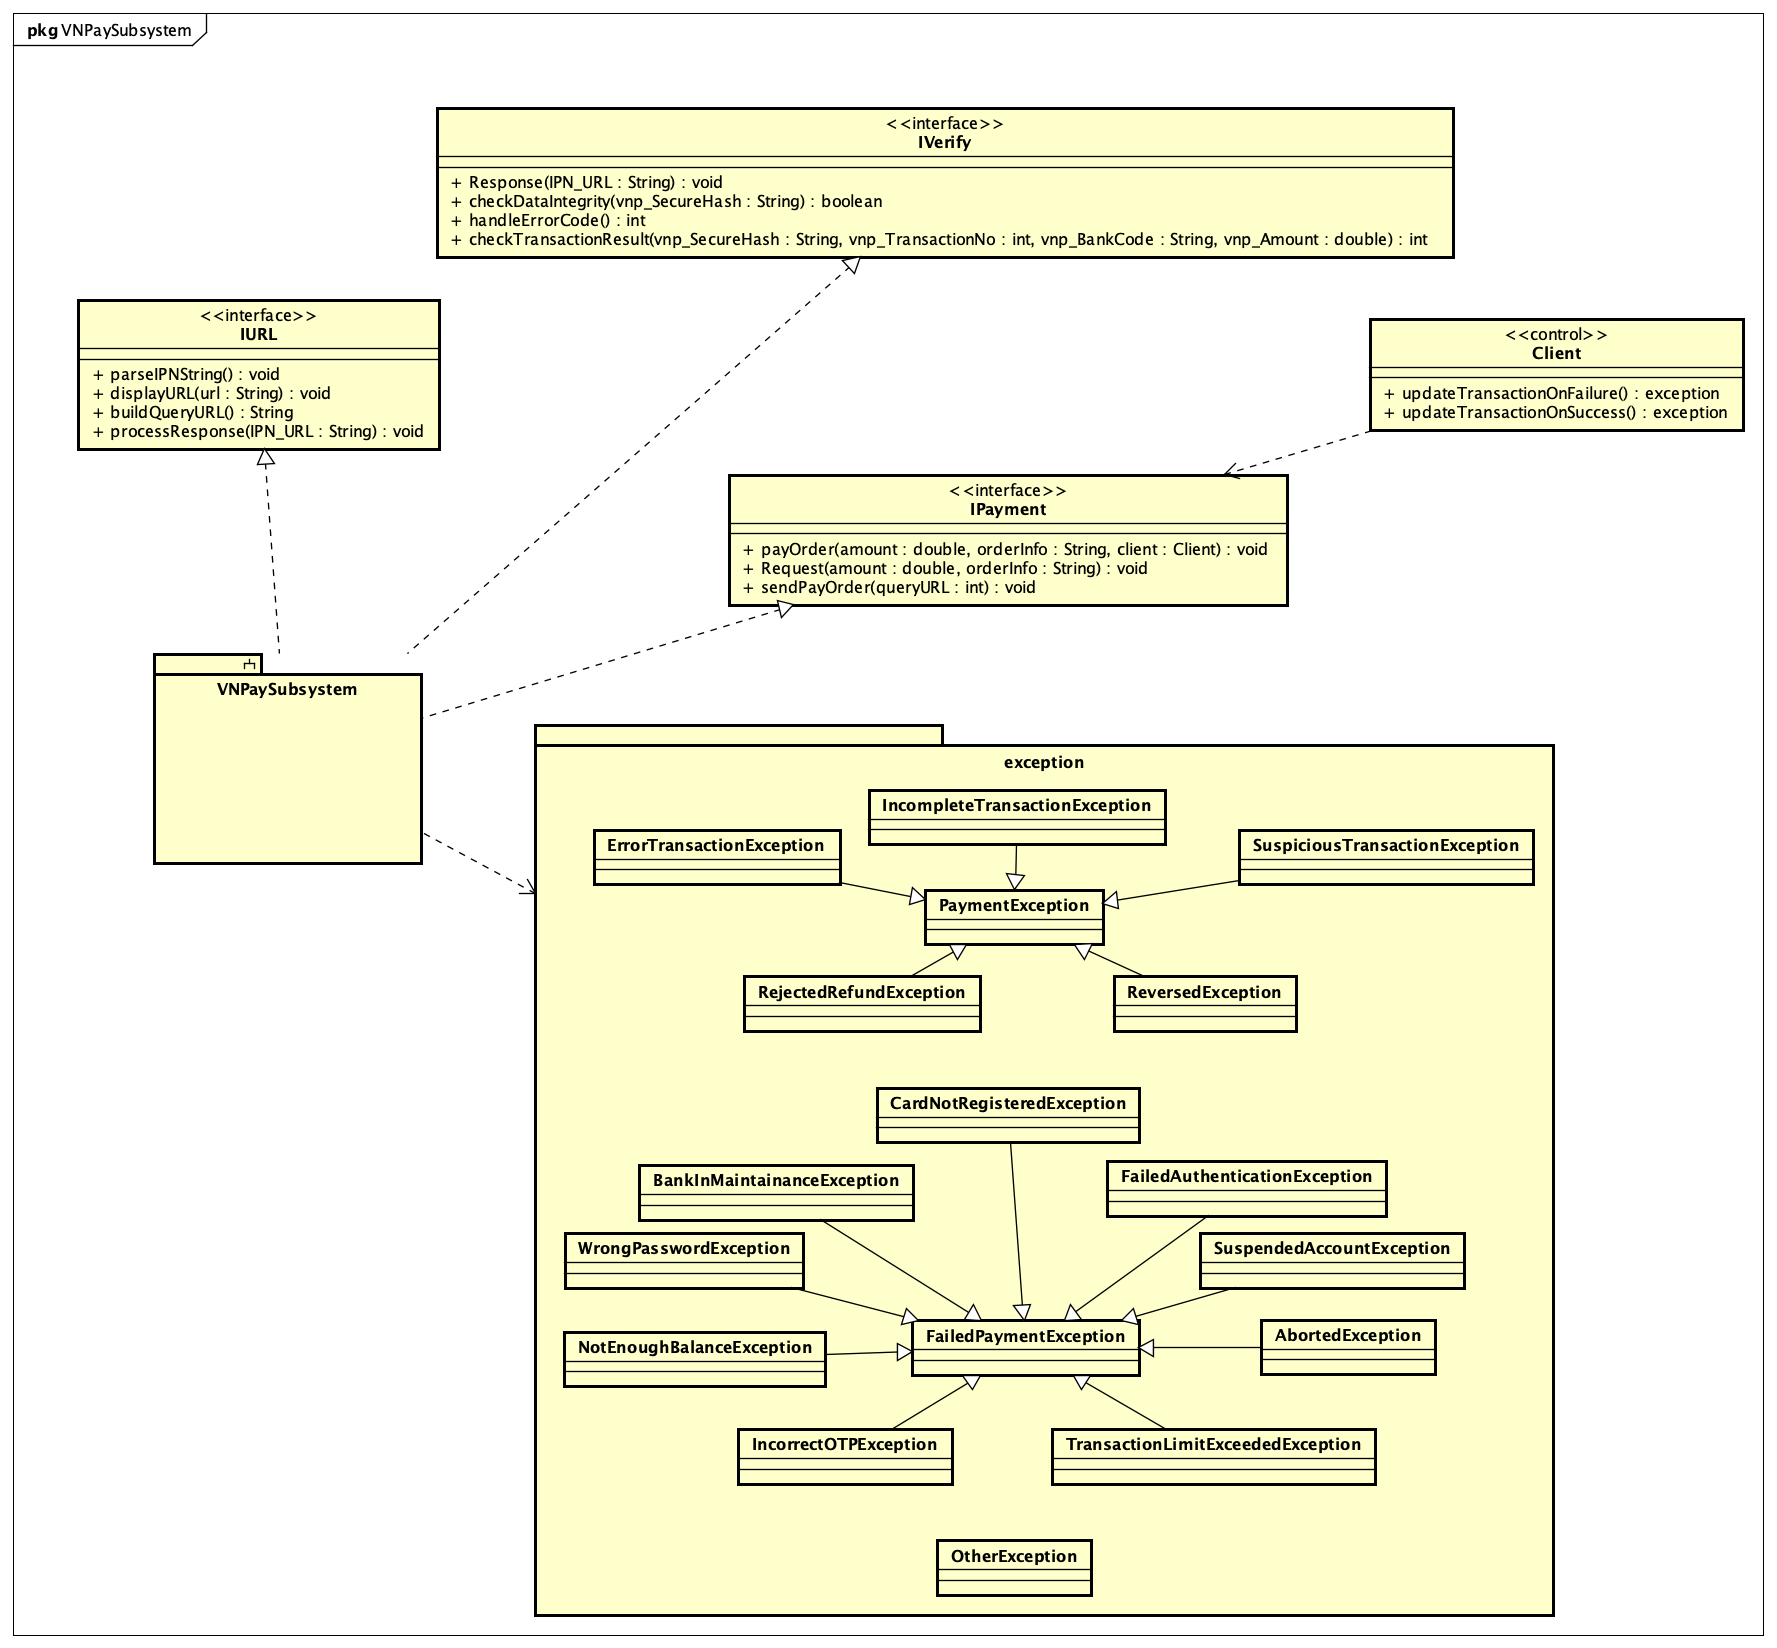 pkg VNPaySubsystem
<<interface>>
IVerify
+ Response(IPN_URL : String) : void
+ checkDataIntegrity(vnp_SecureHash : String) : boolean
+ handleErrorCode() : int
+ checkTransactionResult(vnp_SecureHash : String, vnp_TransactionNo : int, vnp_BankCode : String, vnp_Amount : double) : int
<<interface>>
IURL
+ parseIPNString() : void
+ displayURL(url : String) : void
+ buildQueryURL() : String
+ processResponse(IPN_URL : String) : void
<<control>>
Client
+ updateTransactionOnFailure() : exception
+ updateTransactionOnSuccess() : exception
<<interface>>
IPayment
+ payOrder(amount : double, orderInfo : String, client : Client) : void
+ Request(amount : double, orderInfo : String) : void
+ sendPayOrder(queryURL : int) : void
VNPaySubsystem
exception
IncompleteTransactionException
ErrorTransactionException
SuspiciousTransactionException
PaymentException
RejectedRefundException
ReversedException
CardNotRegisteredException
BankInMaintainanceException
FailedAuthenticationException
WrongPasswordException
SuspendedAccountException
FailedPaymentException
AbortedException
NotEnoughBalanceException
IncorrectOTPException
TransactionLimitExceededException
OtherException